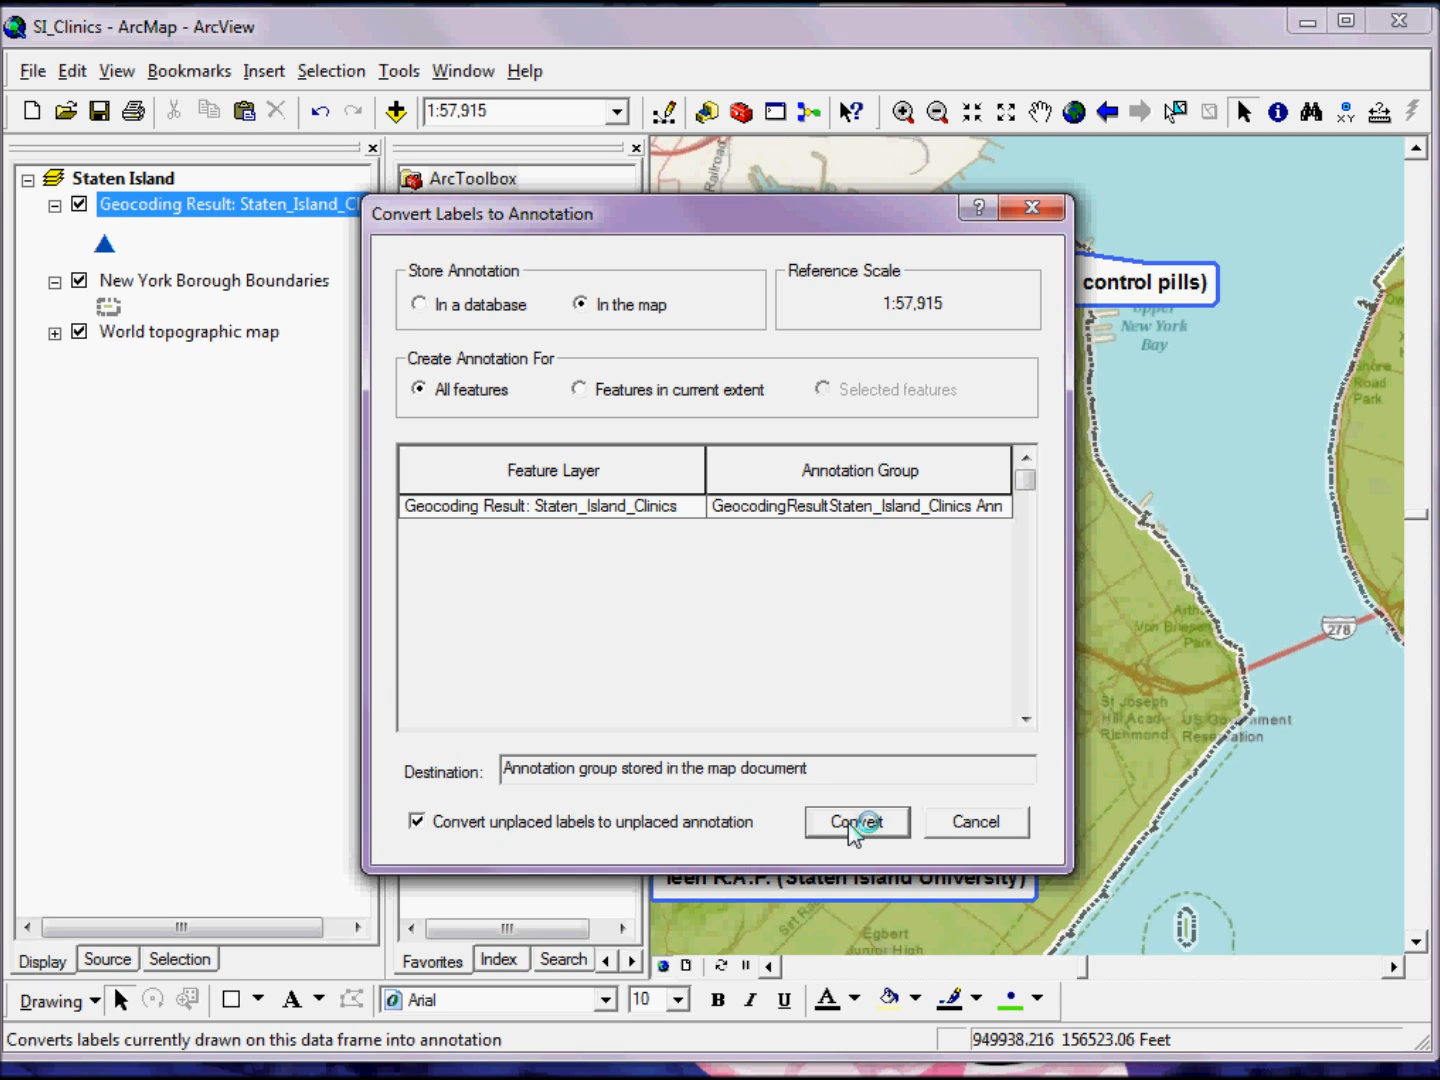 SI_Clinics - ArcMap - ArcView
File Edit View Bookmarks Insert Selection Tools Window Help
1:57,915
Staten Island
Geocoding Result: Staten_Island_Cl
New York Borough Boundaries
World topographic map
ArcToolbox
Railroad
Convert Labels to Annotation
Store Annotation
In a database
In the map
Reference Scale
1:57,915
Create Annotation For
All features
Features in current extent
Selected features
Feature Layer
Annotation Group
Geocoding Result: Staten_Island_Clinics
GeocodingResultStaten_Island_Clinics Ann
Destination:
Annotation group stored in the map document
Convert unplaced labels to unplaced annotation
Convert
Cancel
control pills)
Upper
New York
Bay
Shore
Road
Park
278
Von Briesen
Park
St Joseph
Hill Acad-
Richmond
Teen R.A.P. (Staten Island University)
Egbert
Junior High
Display Source Selection
Favorites Index Search
Drawing
A
Arial
10
B I U A
Converts labels currently drawn on this data frame into annotation
949938.216 156523.06 Feet